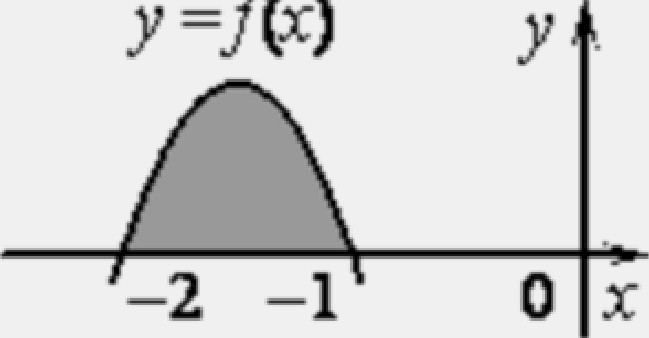 y = f(x)
y
−2 −1 0 x